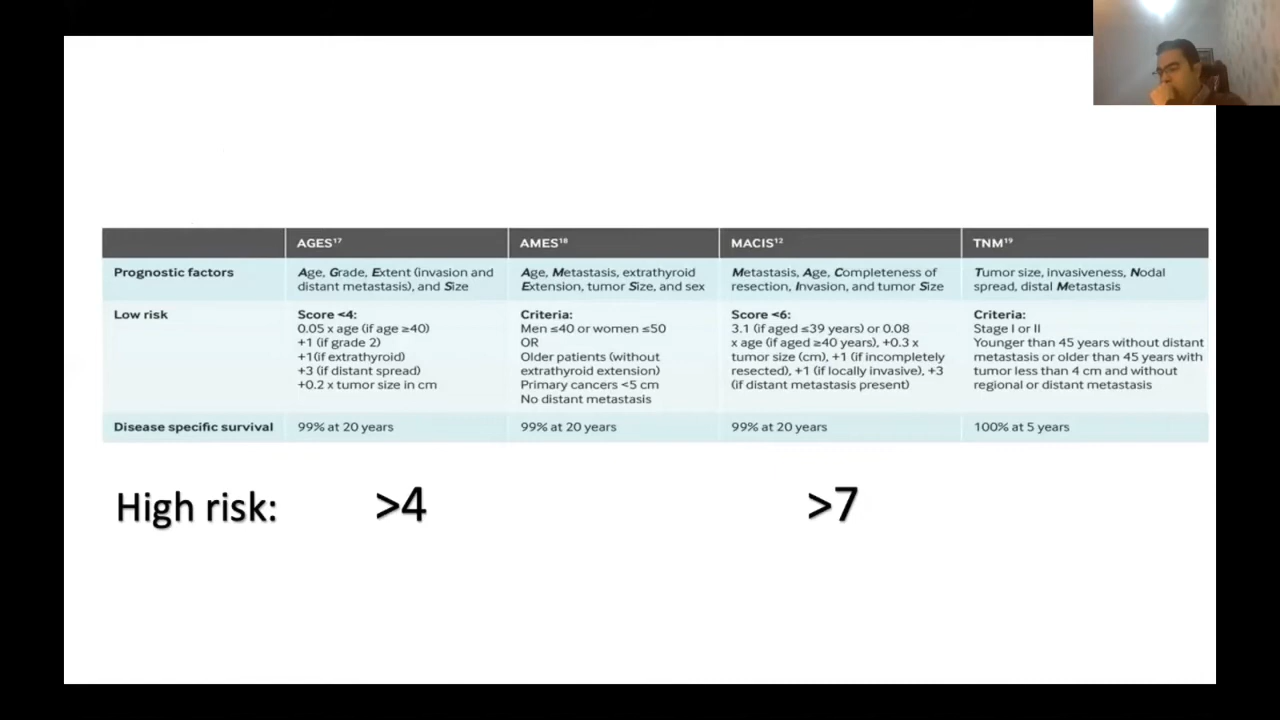 AGES¹⁷
AMES¹⁸
MACIS¹²
TNM¹⁹
Prognostic factors
Age, Grade, Extent (invasion and
distant metastasis), and Size
Age, Metastasis, extrathyroid
Extension, tumor Size, and sex
Metastasis, Age, Completeness of
resection, Invasion, and tumor Size
Tumor size, invasiveness, Nodal
spread, distal Metastasis
Low risk
Score <4:
0.05 x age (if age ≥40)
+1 (if grade 2)
+1(if extrathyroid)
+3 (if distant spread)
+0.2 x tumor size in cm
Criteria:
Men ≤40 or women ≤50
OR
Older patients (without
extrathyroid extension)
Primary cancers <5 cm
No distant metastasis
Score <6:
3.1 (if aged ≤39 years) or 0.08
x age (if aged ≥40 years), +0.3 x
tumor size (cm), +1 (if incompletely
resected), +1 (if locally invasive), +3
(if distant metastasis present)
Criteria:
Stage I or II
Younger than 45 years without distant
metastasis or older than 45 years with
tumor less than 4 cm and without
regional or distant metastasis
Disease specific survival
99% at 20 years
99% at 20 years
99% at 20 years
100% at 5 years
High risk:
>4
>7